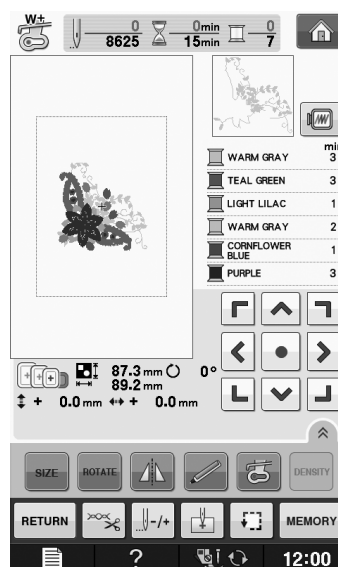 W+
0 0min 0
8625 15min 7
min
WARM GRAY 3
TEAL GREEN 3
LIGHT LILAC 1
WARM GRAY 2
CORNFLOWER
BLUE 1
PURPLE 3
87.3 mm 0°
89.2 mm
+ 0.0 mm + 0.0 mm
SIZE ROTATE DENSITY
RETURN -/+ MEMORY
? 12:00